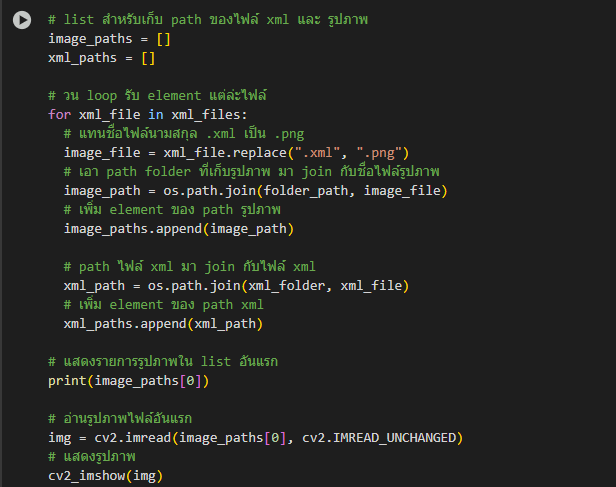 # list สำหรับเก็บ path ของไฟล์ xml และ รูปภาพ
image_paths = []
xml_paths = []
# วน loop รับ element แต่ล่ะไฟล์
for xml_file in xml_files:
# แทนชื่อไฟล์นามสกุล .xml เป็น .png
image_file = xml_file.replace(".xml", ".png")
# เอา path folder ที่เก็บรูปภาพ มา join กับชื่อไฟล์รูปภาพ
image_path = os.path.join(folder_path, image_file)
# เพิ่ม element ของ path รูปภาพ
image_paths.append(image_path)
# path ไฟล์ xml มา join กับไฟล์ xml
xml_path = os.path.join(xml_folder, xml_file)
# เพิ่ม element ของ path xml
xml_paths.append(xml_path)
# แสดงรายการรูปภาพใน list อันแรก
print(image_paths[0])
# อ่านรูปภาพไฟล์อันแรก
img = cv2.imread(image_paths[0], cv2.IMREAD_UNCHANGED)
# แสดงรูปภาพ
cv2_imshow(img)